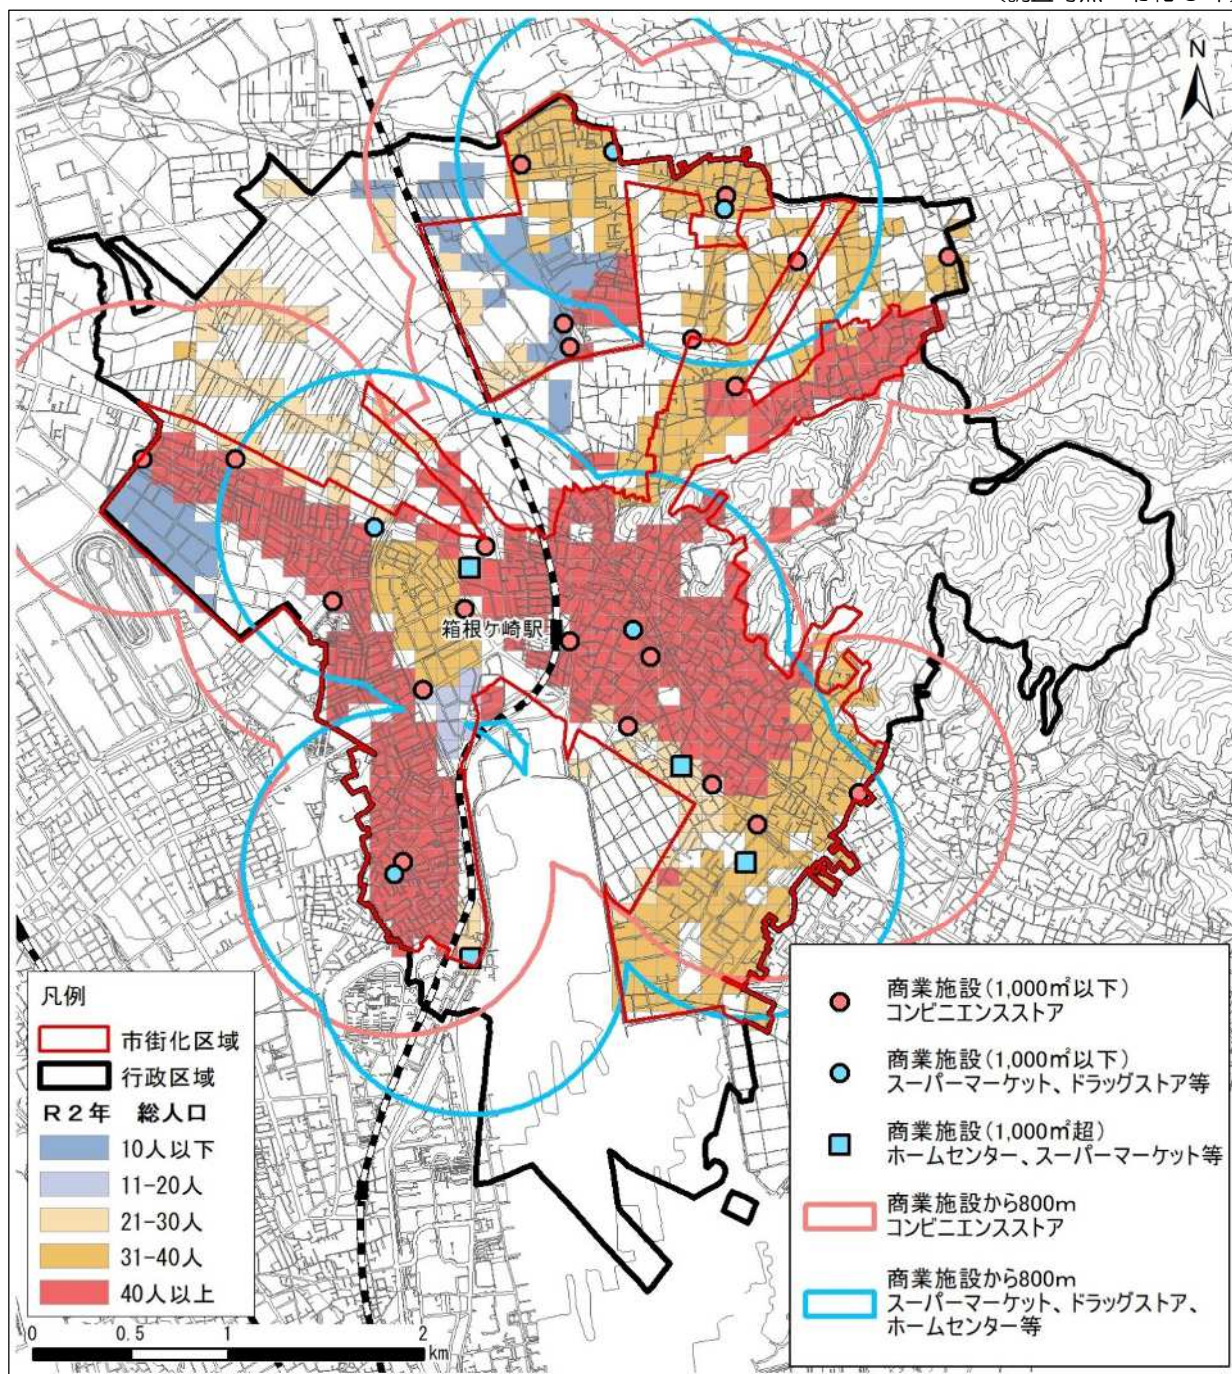 N
箱根ケ崎駅
凡例
市街化区域
行政区域
R2年 総人口
10人以下
11-20人
21-30人
31-40人
40人以上
0 0.5 1 2
km
商業施設(1,000㎡以下)
コンビニエンスストア
商業施設(1,000㎡以下)
スーパーマーケット、ドラッグストア等
商業施設(1,000㎡超)
ホームセンター、スーパーマーケット等
商業施設から800m
コンビニエンスストア
商業施設から800m
スーパーマーケット、ドラッグストア、
ホームセンター等